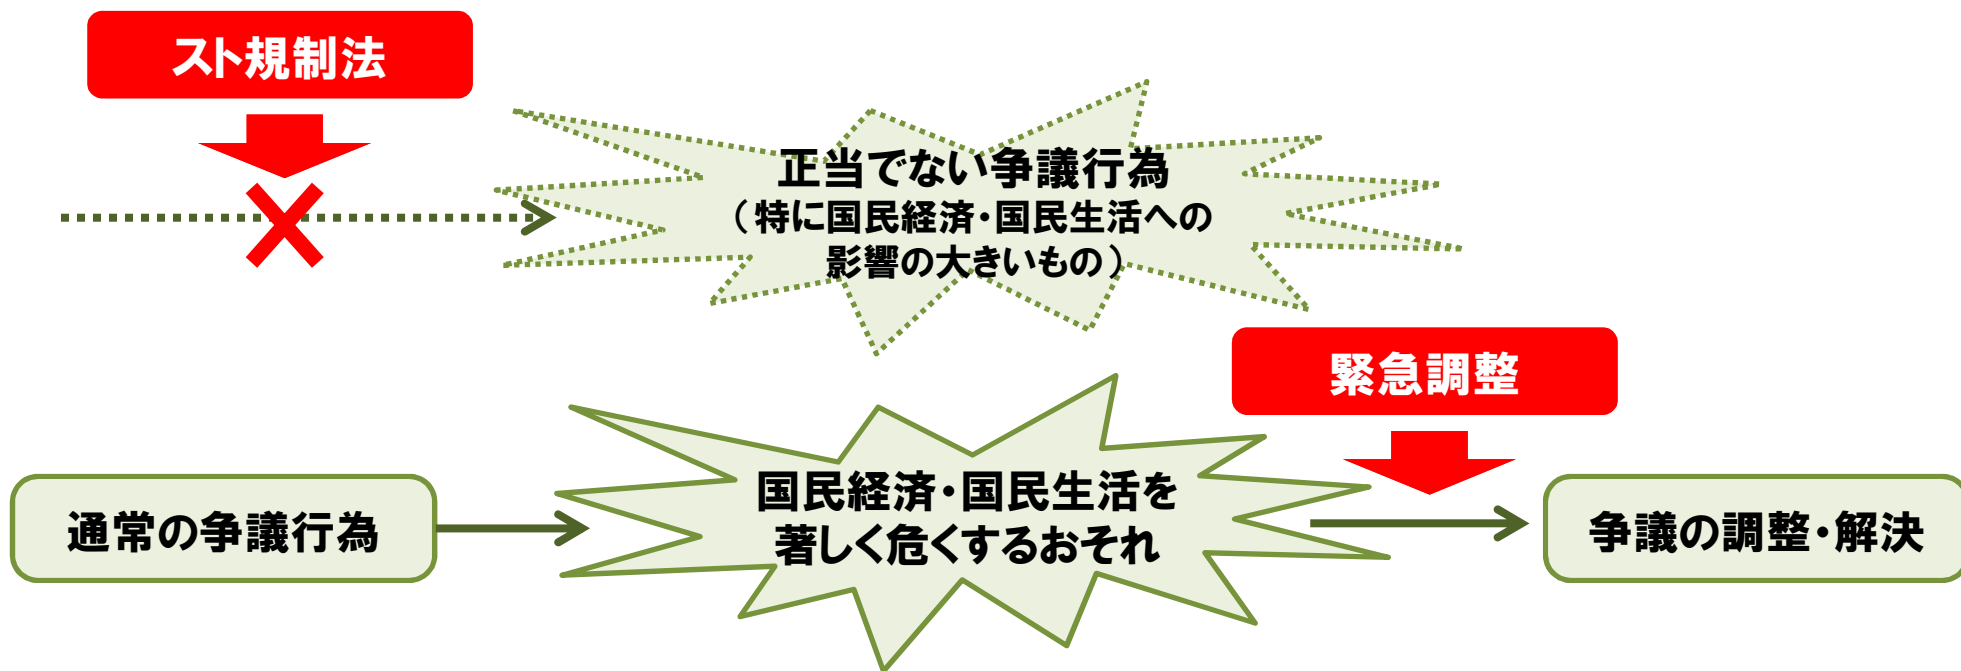 スト規制法
正当でない争議行為
（特に国民経済・国民生活への
影響の大きいもの）
緊急調整
通常の争議行為
国民経済・国民生活を
著しく危くするおそれ
争議の調整・解決